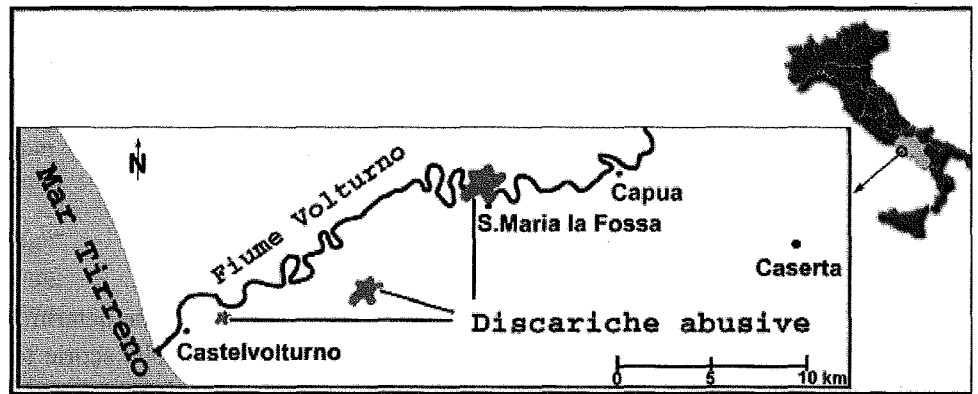 N
Mar Tirreno
Fiume Volturno
Capua
S.Maria la Fossa
Caserta
Discariche abusive
Castelvolturno
0 5 10 km